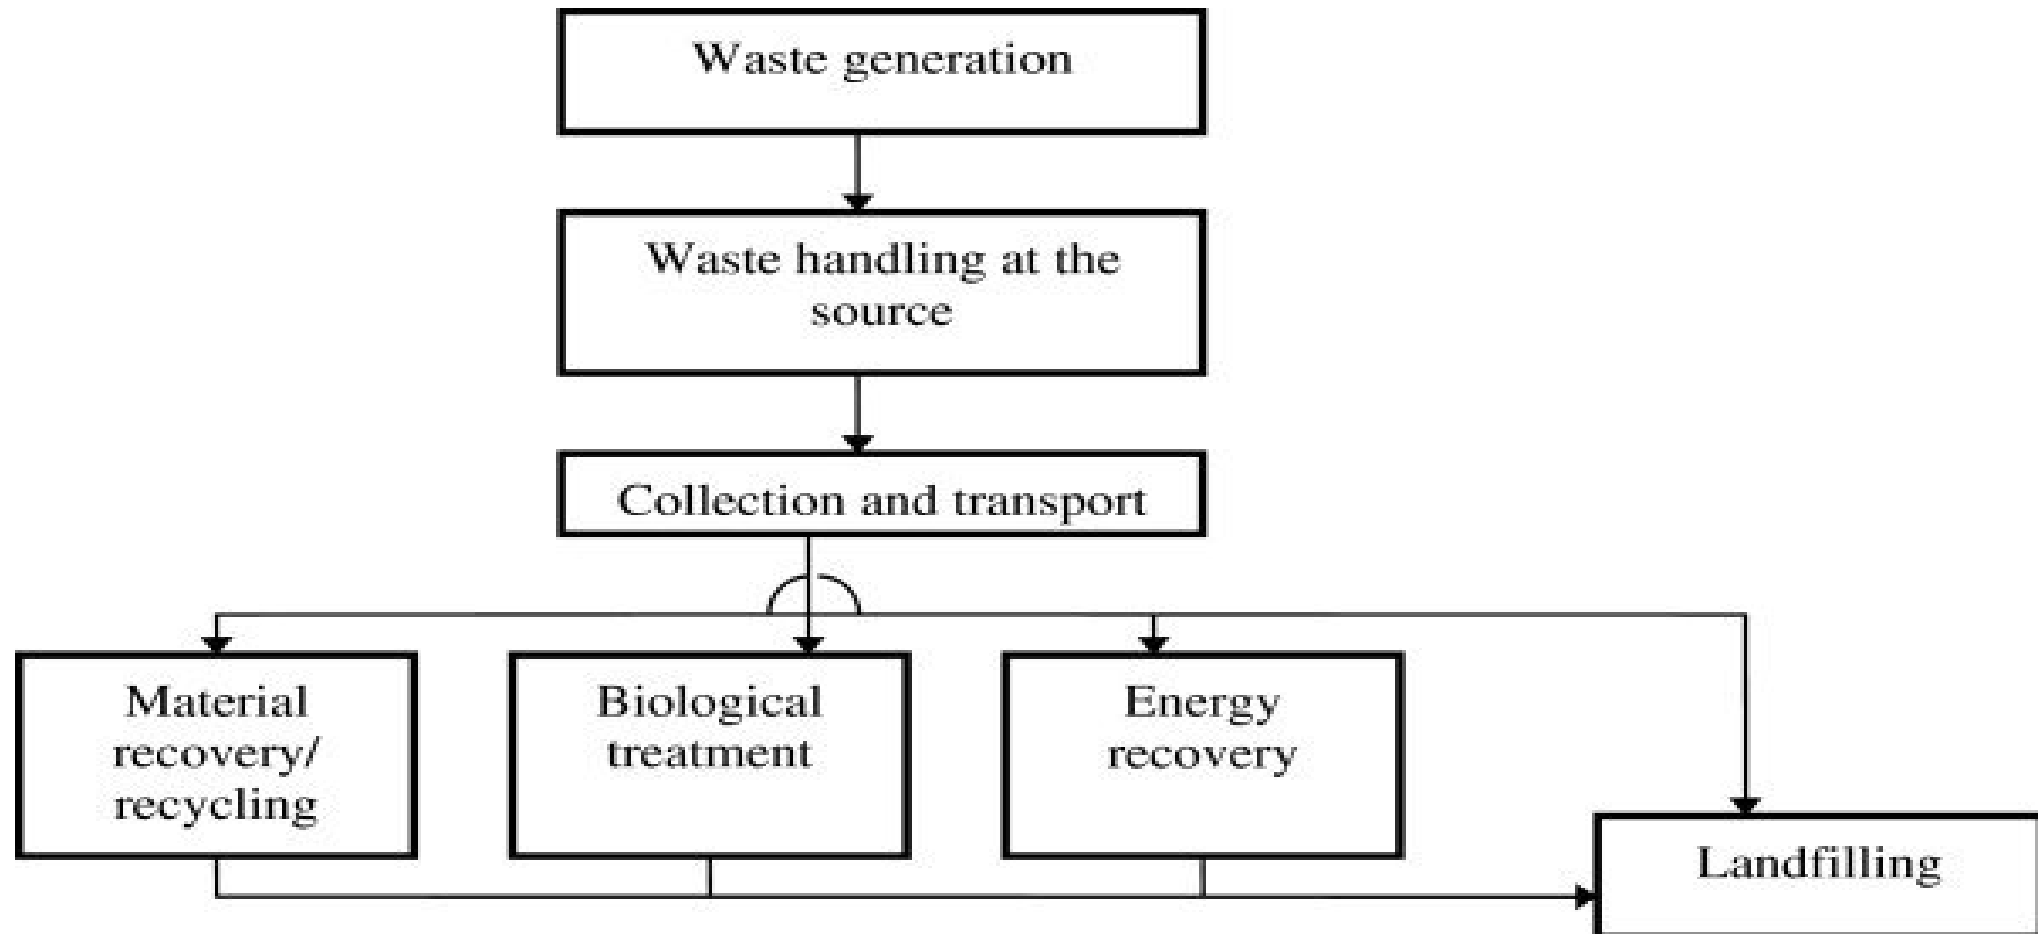 Waste generation
Waste handling at the
source
Collection and transport
Material
recovery/
recycling
Biological
treatment
Energy
recovery
Landfilling